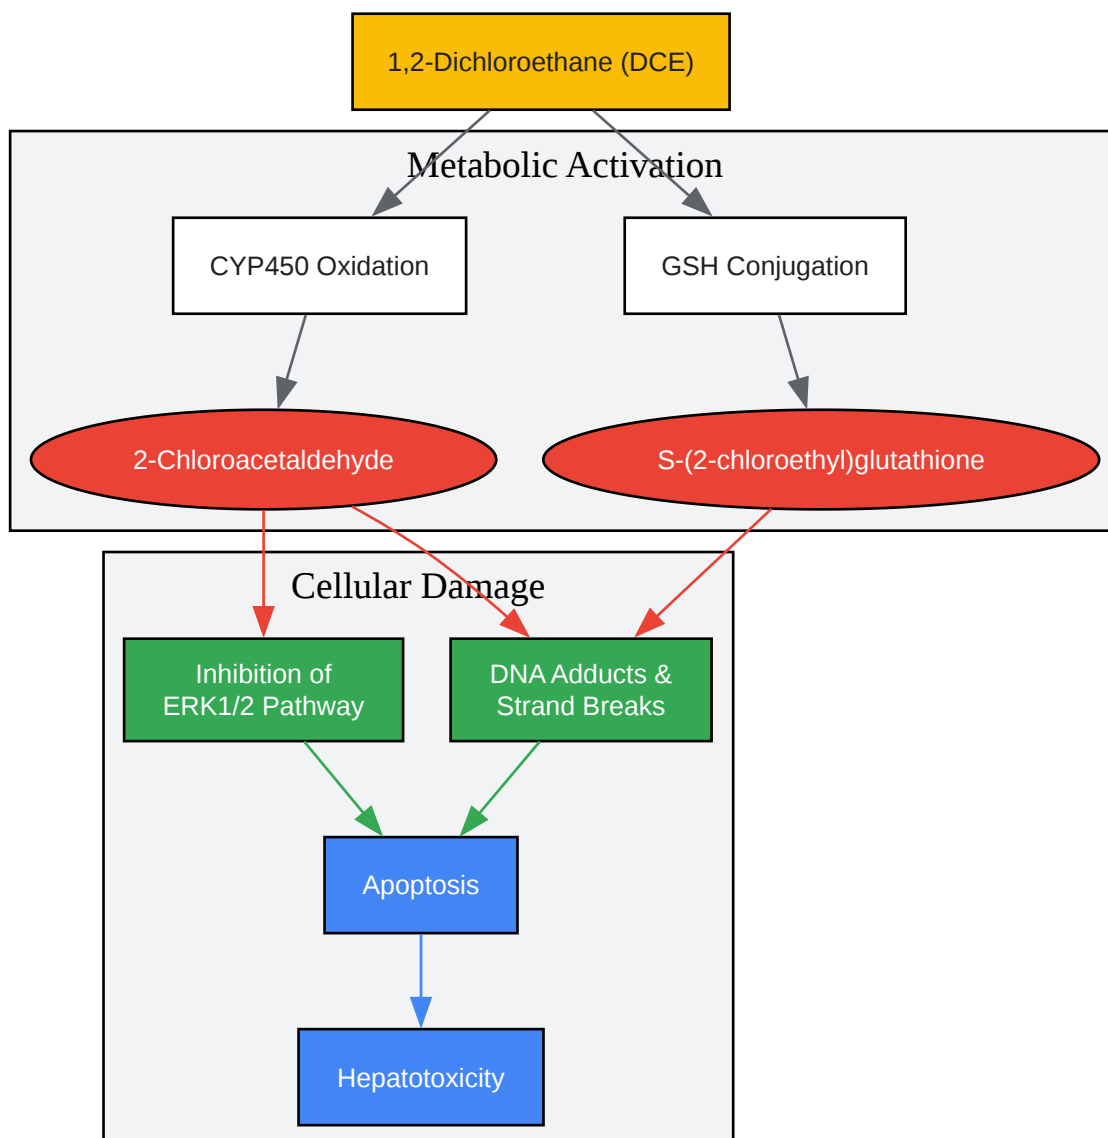 1,2-Dichloroethane (DCE)
Metabolic Activation
CYP450 Oxidation
GSH Conjugation
2-Chloroacetaldehyde
S-(2-chloroethyl)glutathione
Cellular Damage
Inhibition of
ERK1/2 Pathway
DNA Adducts &
Strand Breaks
Apoptosis
Hepatotoxicity